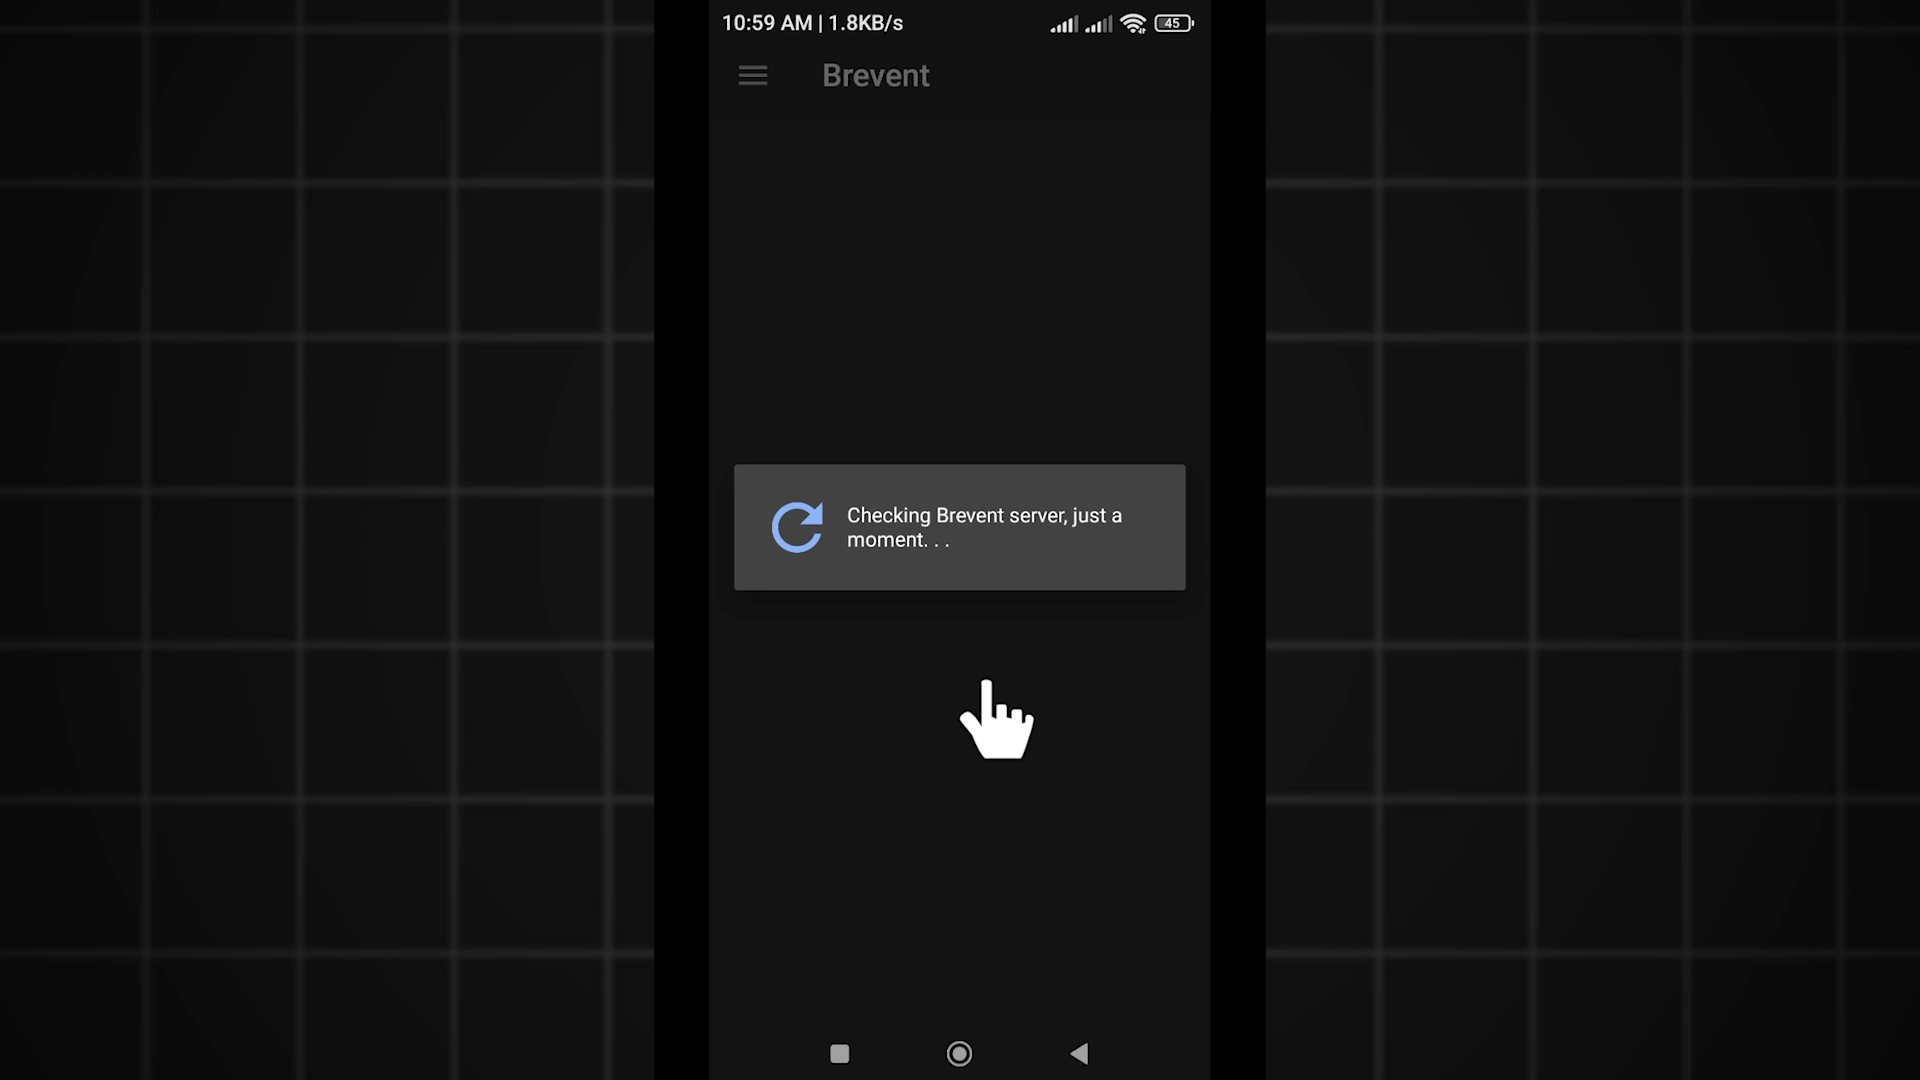 10:59 AM | 1.8KB/s
45
Brevent
Checking Brevent server, just a
moment. . .